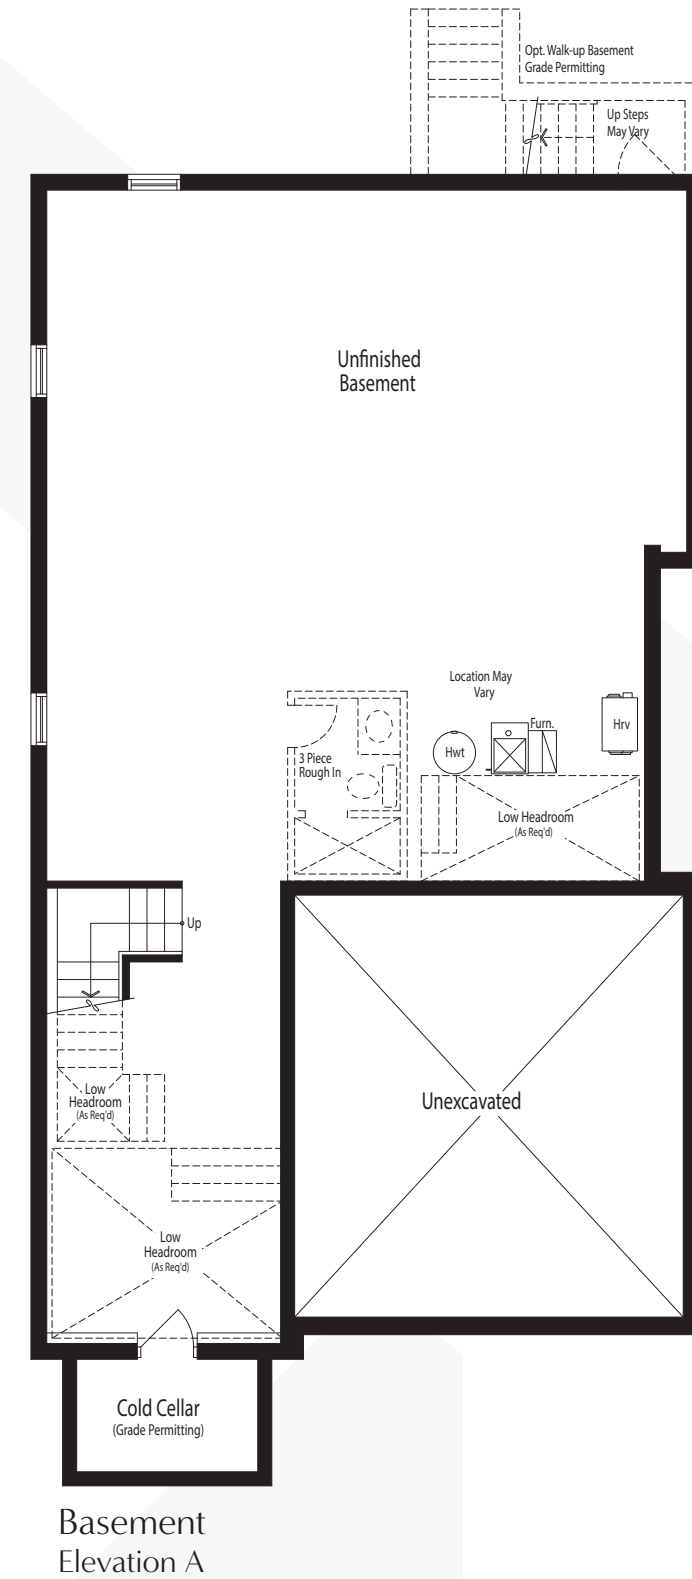 Opt. Walk-up Basement
Grade Permitting
Up Steps
May Vary
Unfinished
Basement
Location May
Vary
Furn.
Hrv
Hwt
3 Piece
Rough In
Low Headroom
(As Req'd)
Up
Low
Headroom
(As Req'd)
Unexcavated
Low
Headroom
(As Req'd)
Cold Cellar
(Grade Permitting)
Basement
Elevation A